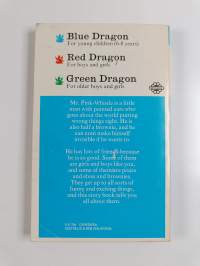 Blue Dragon
For young children (6-8 years)
Red Dragon
For boys and girls
Green Dragon
For older boys and girls
Mr. Pink-Whistle is a little
man with pointed ears who
goes about the world putting
wrong things right. He is
also half a brownie, and he
can even make himself
invisible if he wants to.
He has lots of friends because
he is so good. Some of them
are girls and boys like you,
and some of them are pixies
and elves and brownies.
They get up to all sorts of
funny and exciting things,
and this story book tells you
all about them.